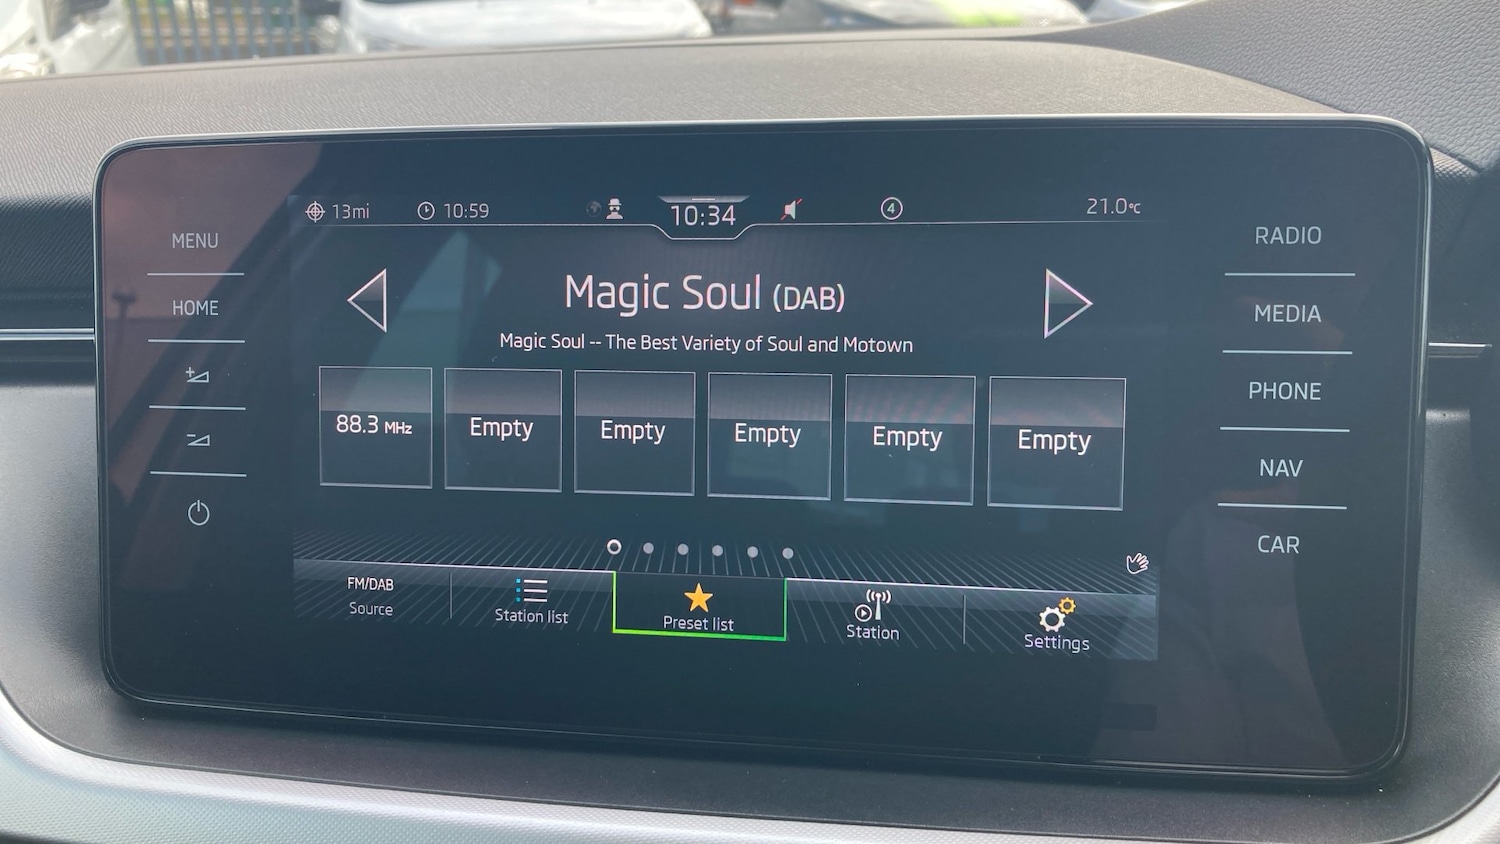 13mi 10:59 10:34 4 21.0°C
MENU
HOME
RADIO
MEDIA
PHONE
NAV
CAR
Magic Soul (DAB)
Magic Soul -- The Best Variety of Soul and Motown
88.3 MHz Empty Empty Empty Empty Empty
FM/DAB
Source
Station list
Preset list
Station
Settings